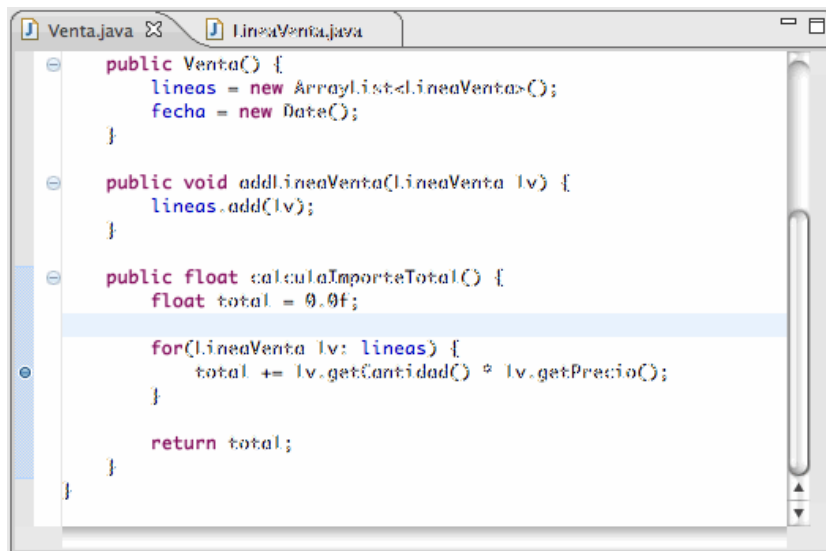 Venta.java LineaVenta.java
public Venta() {
lineas = new ArrayList<LineaVenta>();
fecha = new Date();
}
public void addLineaVenta(LineaVenta lv) {
lineas.add(lv);
}
public float calculaImporteTotal() {
float total = 0.0f;
for(LineaVenta lv: lineas) {
total += lv.getCantidad() * lv.getPrecio();
}
return total;
}
}